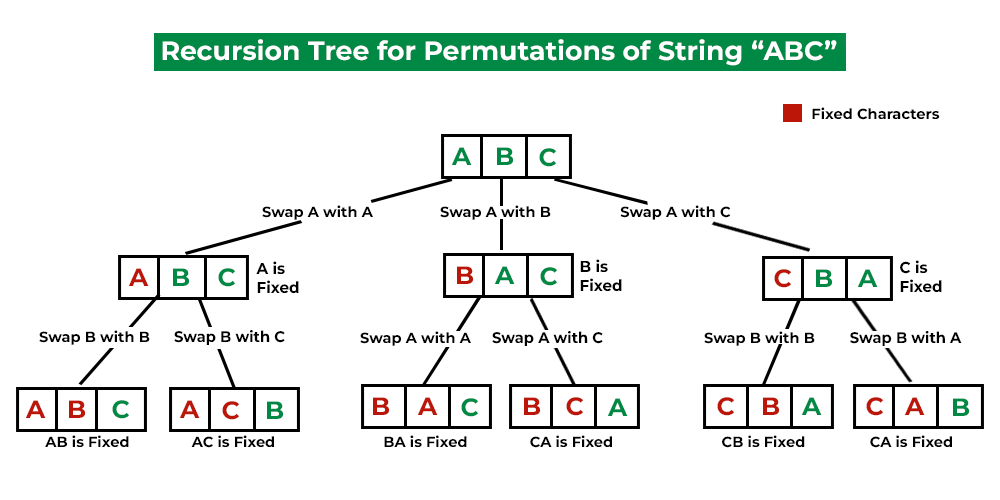 Recursion Tree for Permutations of String “ABC”
Fixed Characters
A B C
Swap A with A
Swap A with B
Swap A with C
A B C
A is
Fixed
B A C
B is
Fixed
C B A
C is
Fixed
Swap B with B
Swap B with C
Swap A with A
Swap A with C
Swap B with B
Swap B with A
A B C
A C B
B A C
B C A
C B A
C A B
AB is Fixed
AC is Fixed
BA is Fixed
CA is Fixed
CB is Fixed
CA is Fixed